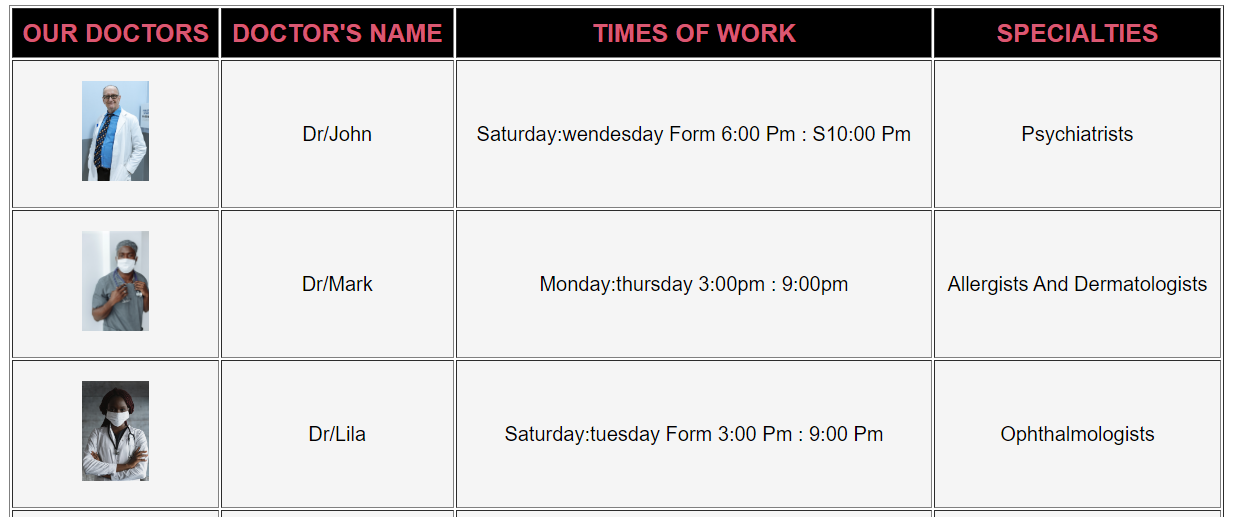 OUR DOCTORS DOCTOR'S NAME TIMES OF WORK SPECIALTIES
Dr/John Saturday:wendesday Form 6:00 Pm : S10:00 Pm Psychiatrists
Dr/Mark Monday:thursday 3:00pm : 9:00pm Allergists And Dermatologists
Dr/Lila Saturday:tuesday Form 3:00 Pm : 9:00 Pm Ophthalmologists